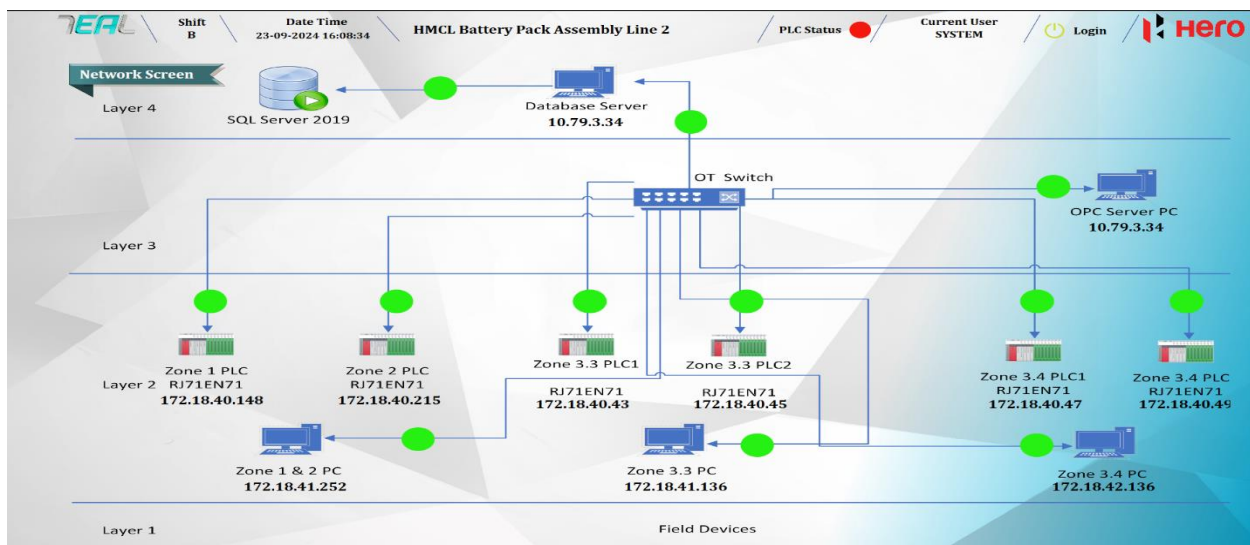 TEAL
Shift
B
Date Time
23-09-2024 16:08:34
HMCL Battery Pack Assembly Line 2
PLC Status
Current User
SYSTEM
Login
Hero
Network Screen
Layer 4
SQL Server 2019
Database Server
10.79.3.34
OT Switch
OPC Server PC
10.79.3.34
Layer 3
Zone 1 PLC
RJ71EN71
172.18.40.148
Zone 2 PLC
RJ71EN71
172.18.40.215
Zone 3.3 PLC1
RJ71EN71
172.18.40.43
Zone 3.3 PLC2
RJ71EN71
172.18.40.45
Zone 3.4 PLC1
RJ71EN71
172.18.40.47
Zone 3.4 PLC
RJ71EN71
172.18.40.49
Layer 2
Zone 1 & 2 PC
172.18.41.252
Zone 3.3 PC
172.18.41.136
Zone 3.4 PC
172.18.42.136
Layer 1
Field Devices